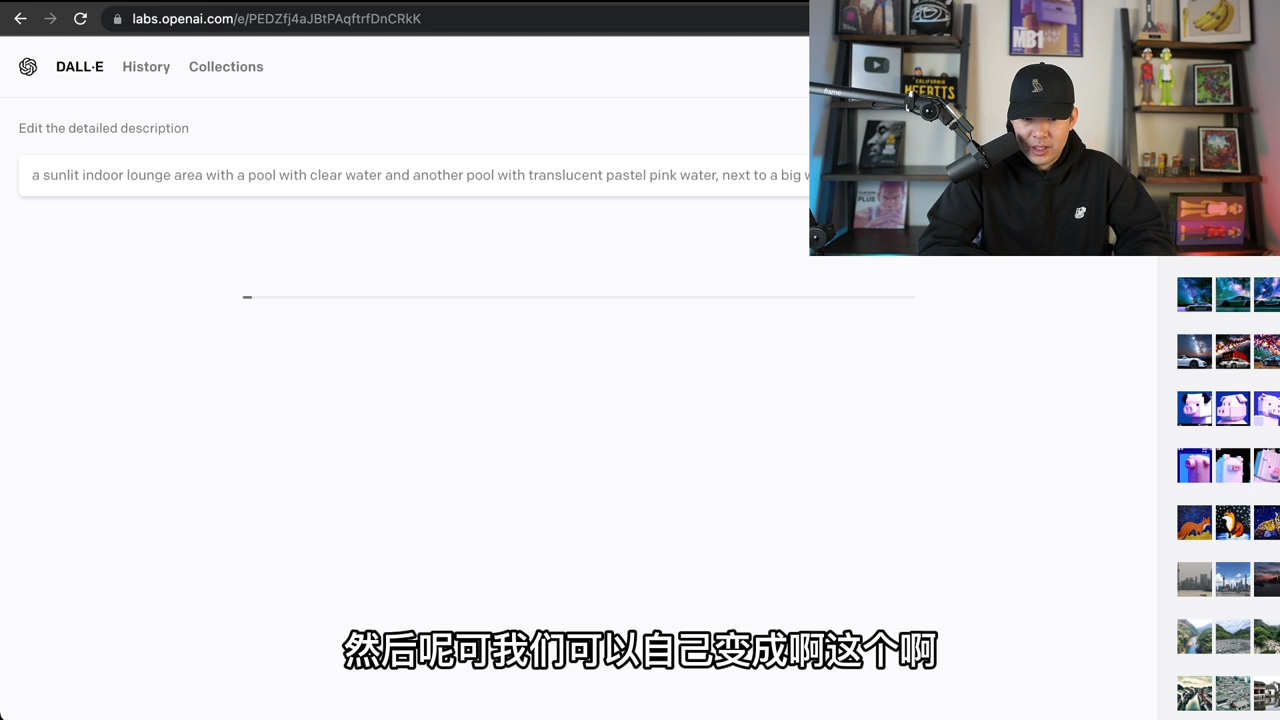 labs.openai.com/e/PEDZfj4aJBtPAqftrfDnCRkK
DALL·E History Collections
Edit the detailed description
a sunlit indoor lounge area with a pool with clear water and another pool with translucent pastel pink water, next to a big w
MB1
CALIFORNIA
frame
PLUS
然后呢可我们可以自己变成啊这个啊